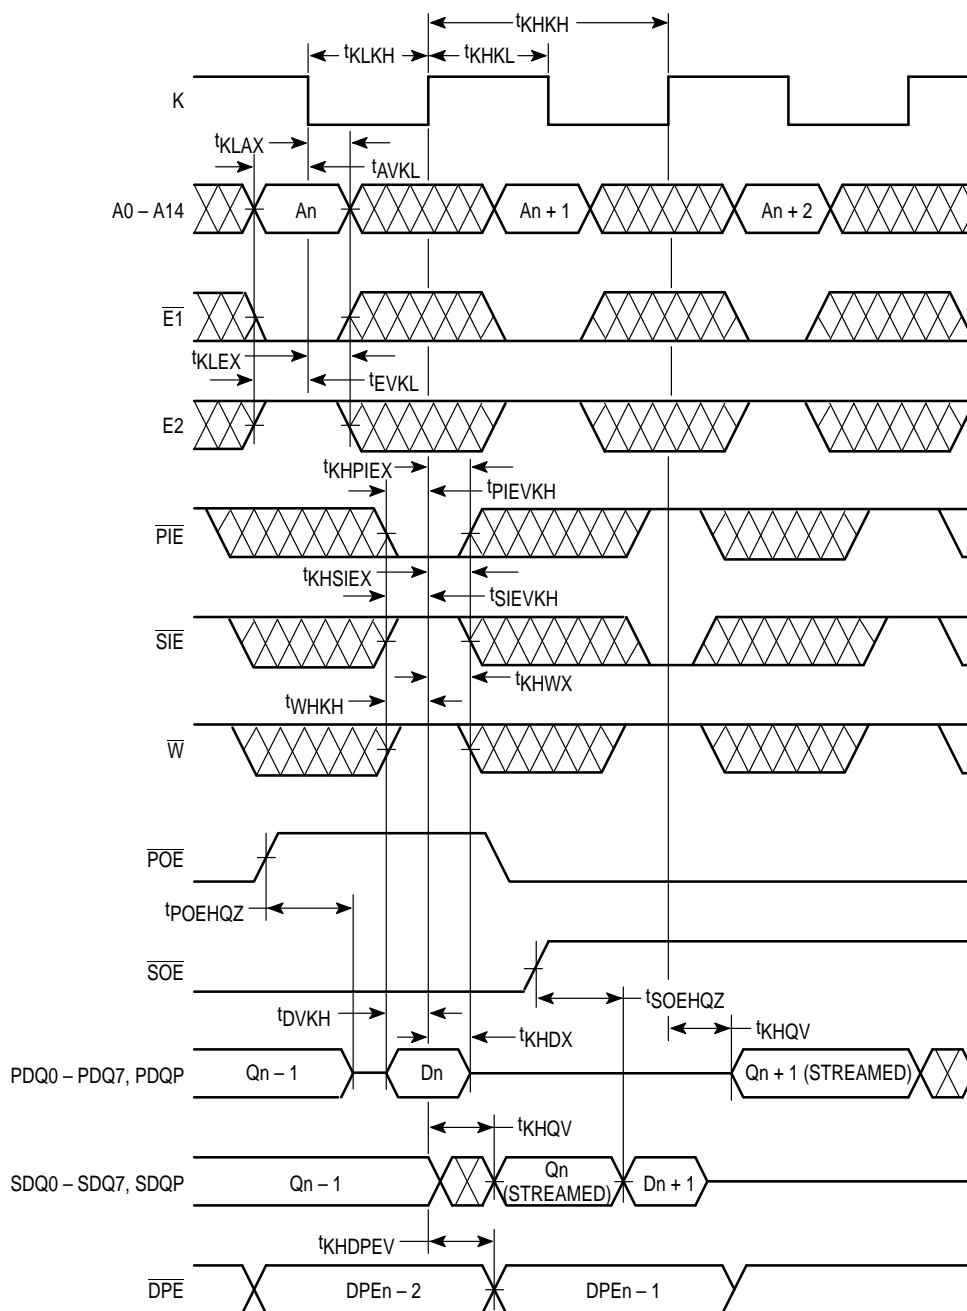 tKHKH
tKLKH tKHKL
K
tKLAX
tAVKL
A0 – A14 An An + 1 An + 2
E1
tKLEX
tEVKL
E2
tKHPIEX
tPIEVKH
PIE
tKHSIEX
tSIEVKH
SIE
tKHWX
tWHKH
W
POE
tPOEHQZ
SOE
tSOEHQZ
tDVKH
tKHDX tKHQV
PDQ0 – PDQ7, PDQP Qn – 1 Dn Qn + 1 (STREAMED)
tKHQV
SDQ0 – SDQ7, SDQP Qn – 1 Qn (STREAMED) Dn + 1
tKHDPEV
DPE DPEn – 2 DPEn – 1